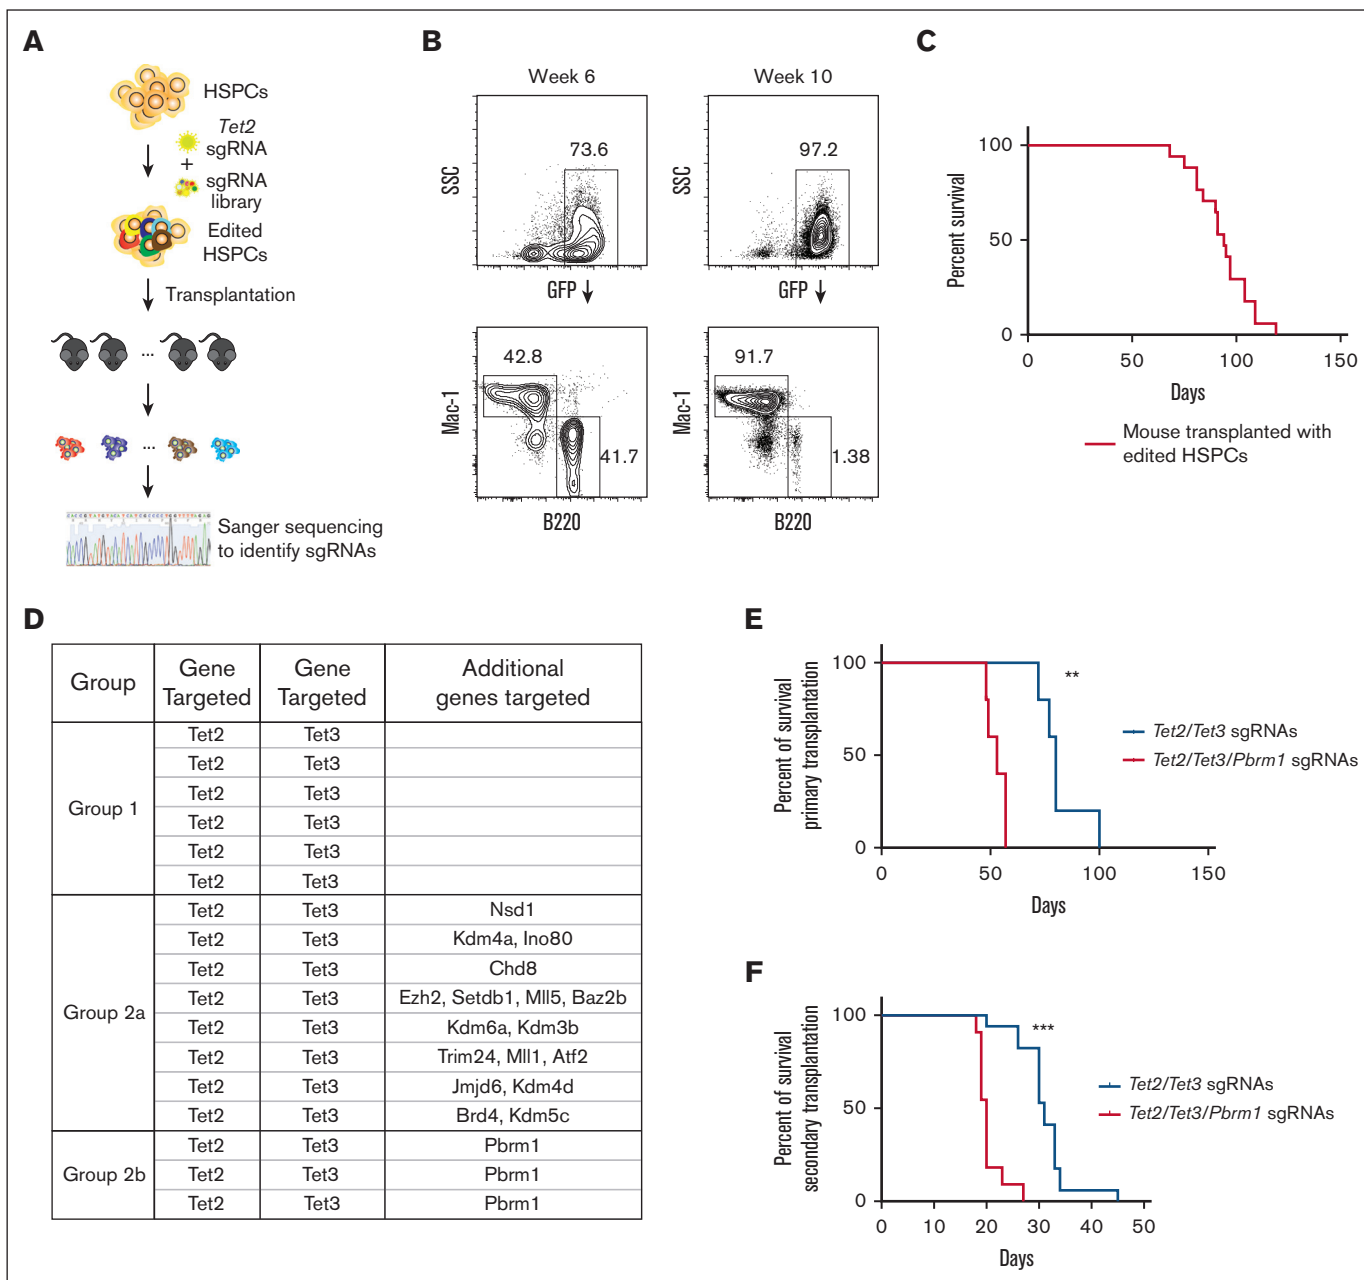 A
HSPCs
Tet2
sgRNA
+
sgRNA
library
Edited
HSPCs
Transplantation
...
...
Sanger sequencing
to identify sgRNAs
B
Week 6
Week 10
SSC
73.6
SSC
97.2
GFP
GFP
Mac-1
42.8
41.7
Mac-1
91.7
1.38
B220
B220
C
Percent survival
100
50
0
0 50 100 150
Days
Mouse transplanted with
edited HSPCs
D
Group Gene Targeted Gene Targeted Additional genes targeted
Group 1
Tet2 Tet3
Tet2 Tet3
Tet2 Tet3
Tet2 Tet3
Tet2 Tet3
Tet2 Tet3
Group 2a
Tet2 Tet3 Nsd1
Tet2 Tet3 Kdm4a, Ino80
Tet2 Tet3 Chd8
Tet2 Tet3 Ezh2, Setdb1, Mll5, Baz2b
Tet2 Tet3 Kdm6a, Kdm3b
Tet2 Tet3 Trim24, Mll1, Atf2
Tet2 Tet3 Jmjd6, Kdm4d
Tet2 Tet3 Brd4, Kdm5c
Group 2b
Tet2 Tet3 Pbrm1
Tet2 Tet3 Pbrm1
Tet2 Tet3 Pbrm1
E
Percent of survival
primary transplantation
100
50
0
0 50 100 150
Days
**
Tet2/Tet3 sgRNAs
Tet2/Tet3/Pbrm1 sgRNAs
F
Percent of survival
secondary transplantation
100
50
0
0 10 20 30 40 50
Days
***
Tet2/Tet3 sgRNAs
Tet2/Tet3/Pbrm1 sgRNAs